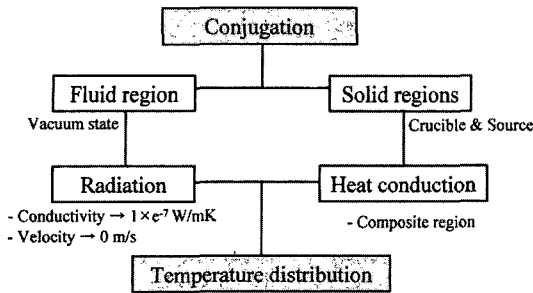 Conjugation
Fluid region
Solid regions
Vacuum state
Crucible & Source
Radiation
Heat conduction
- Conductivity → 1×e⁻⁷ W/mK
- Velocity → 0 m/s
- Composite region
Temperature distribution